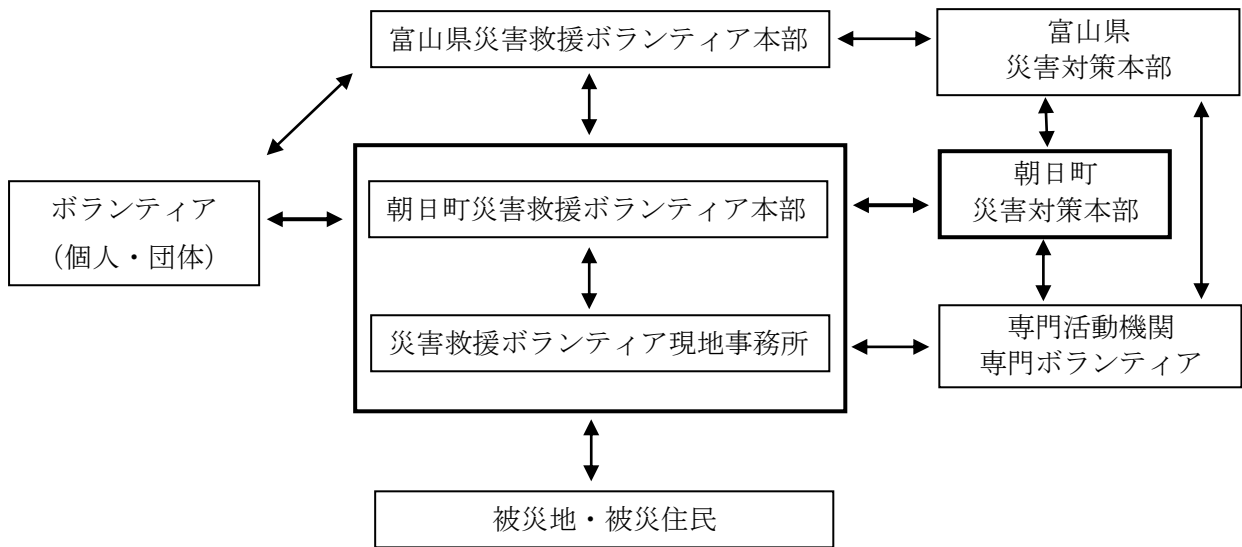 富山県災害救援ボランティア本部
富山県
災害対策本部
ボランティア
（個人・団体）
朝日町災害救援ボランティア本部
朝日町
災害対策本部
災害救援ボランティア現地事務所
専門活動機関
専門ボランティア
被災地・被災住民